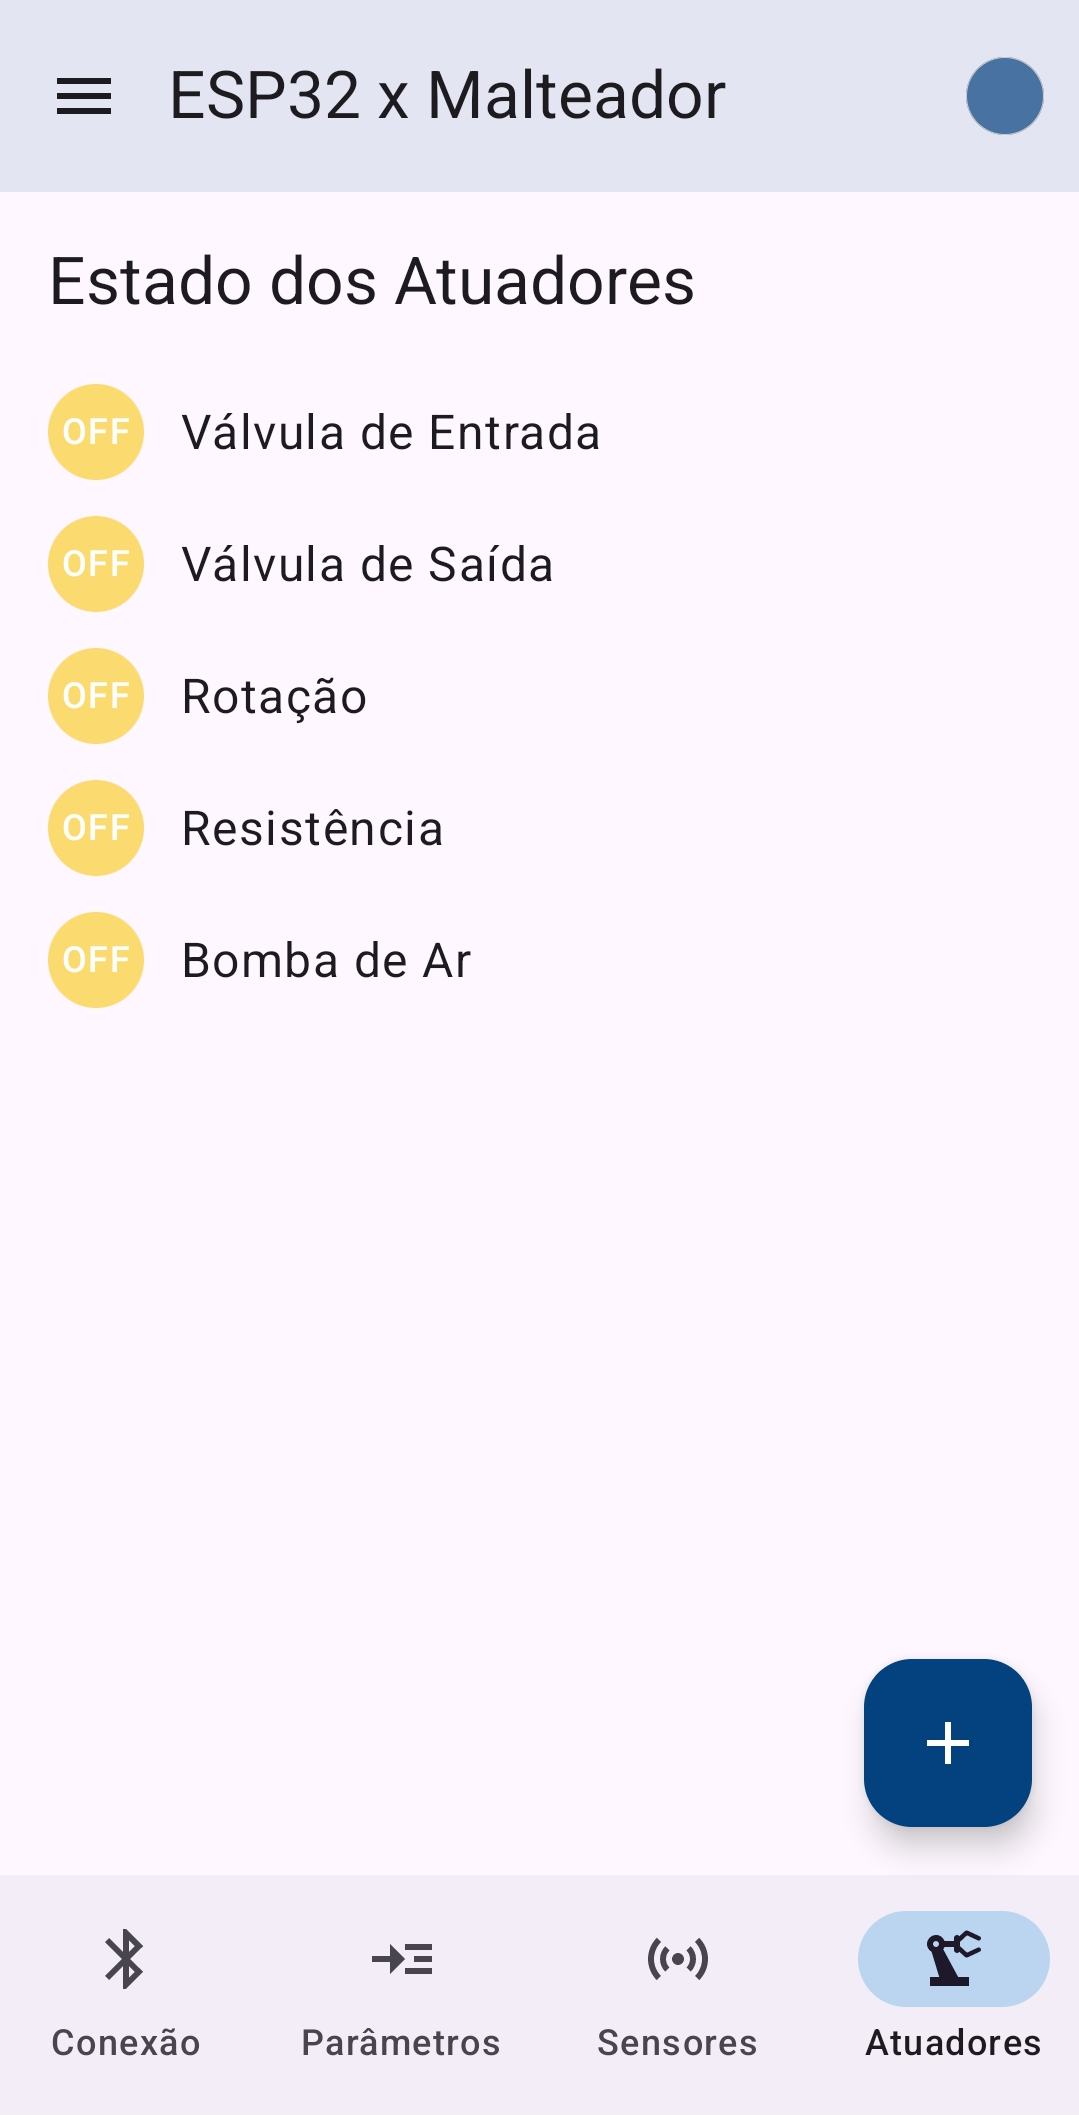 ESP32 x Malteador
Estado dos Atuadores
OFF Válvula de Entrada
OFF Válvula de Saída
OFF Rotação
OFF Resistência
OFF Bomba de Ar
+
Conexão Parâmetros Sensores Atuadores